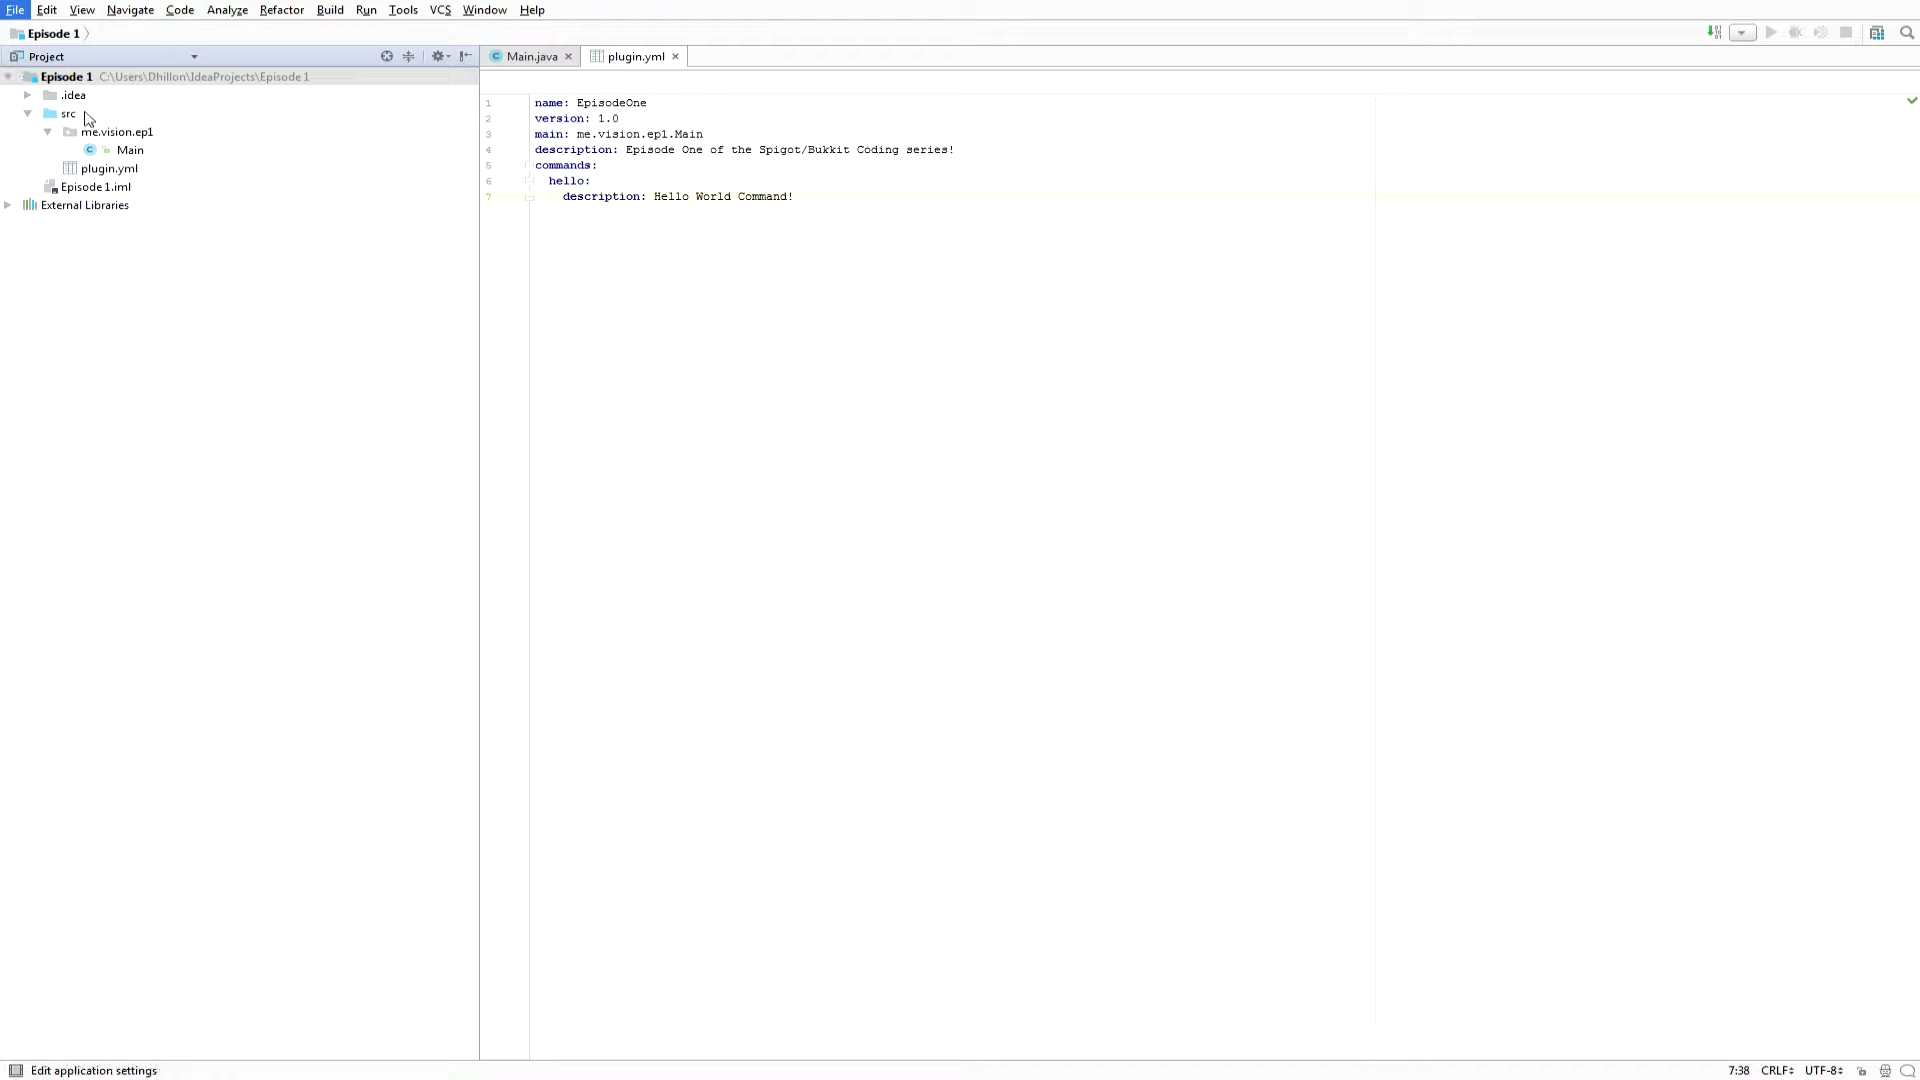 File Edit View Navigate Code Analyze Refactor Build Run Tools VCS Window Help
Episode 1
Project
Main.java
plugin.yml
Episode 1 C:\Users\Dhillon\IdeaProjects\Episode 1
.idea
src
me.vision.ep1
Main
plugin.yml
Episode 1.iml
External Libraries
1 name: EpisodeOne
2 version: 1.0
3 main: me.vision.ep1.Main
4 description: Episode One of the Spigot/Bukkit Coding series!
5 commands:
6 hello:
7 description: Hello World Command!
Edit application settings
7:38 CRLF UTF-8